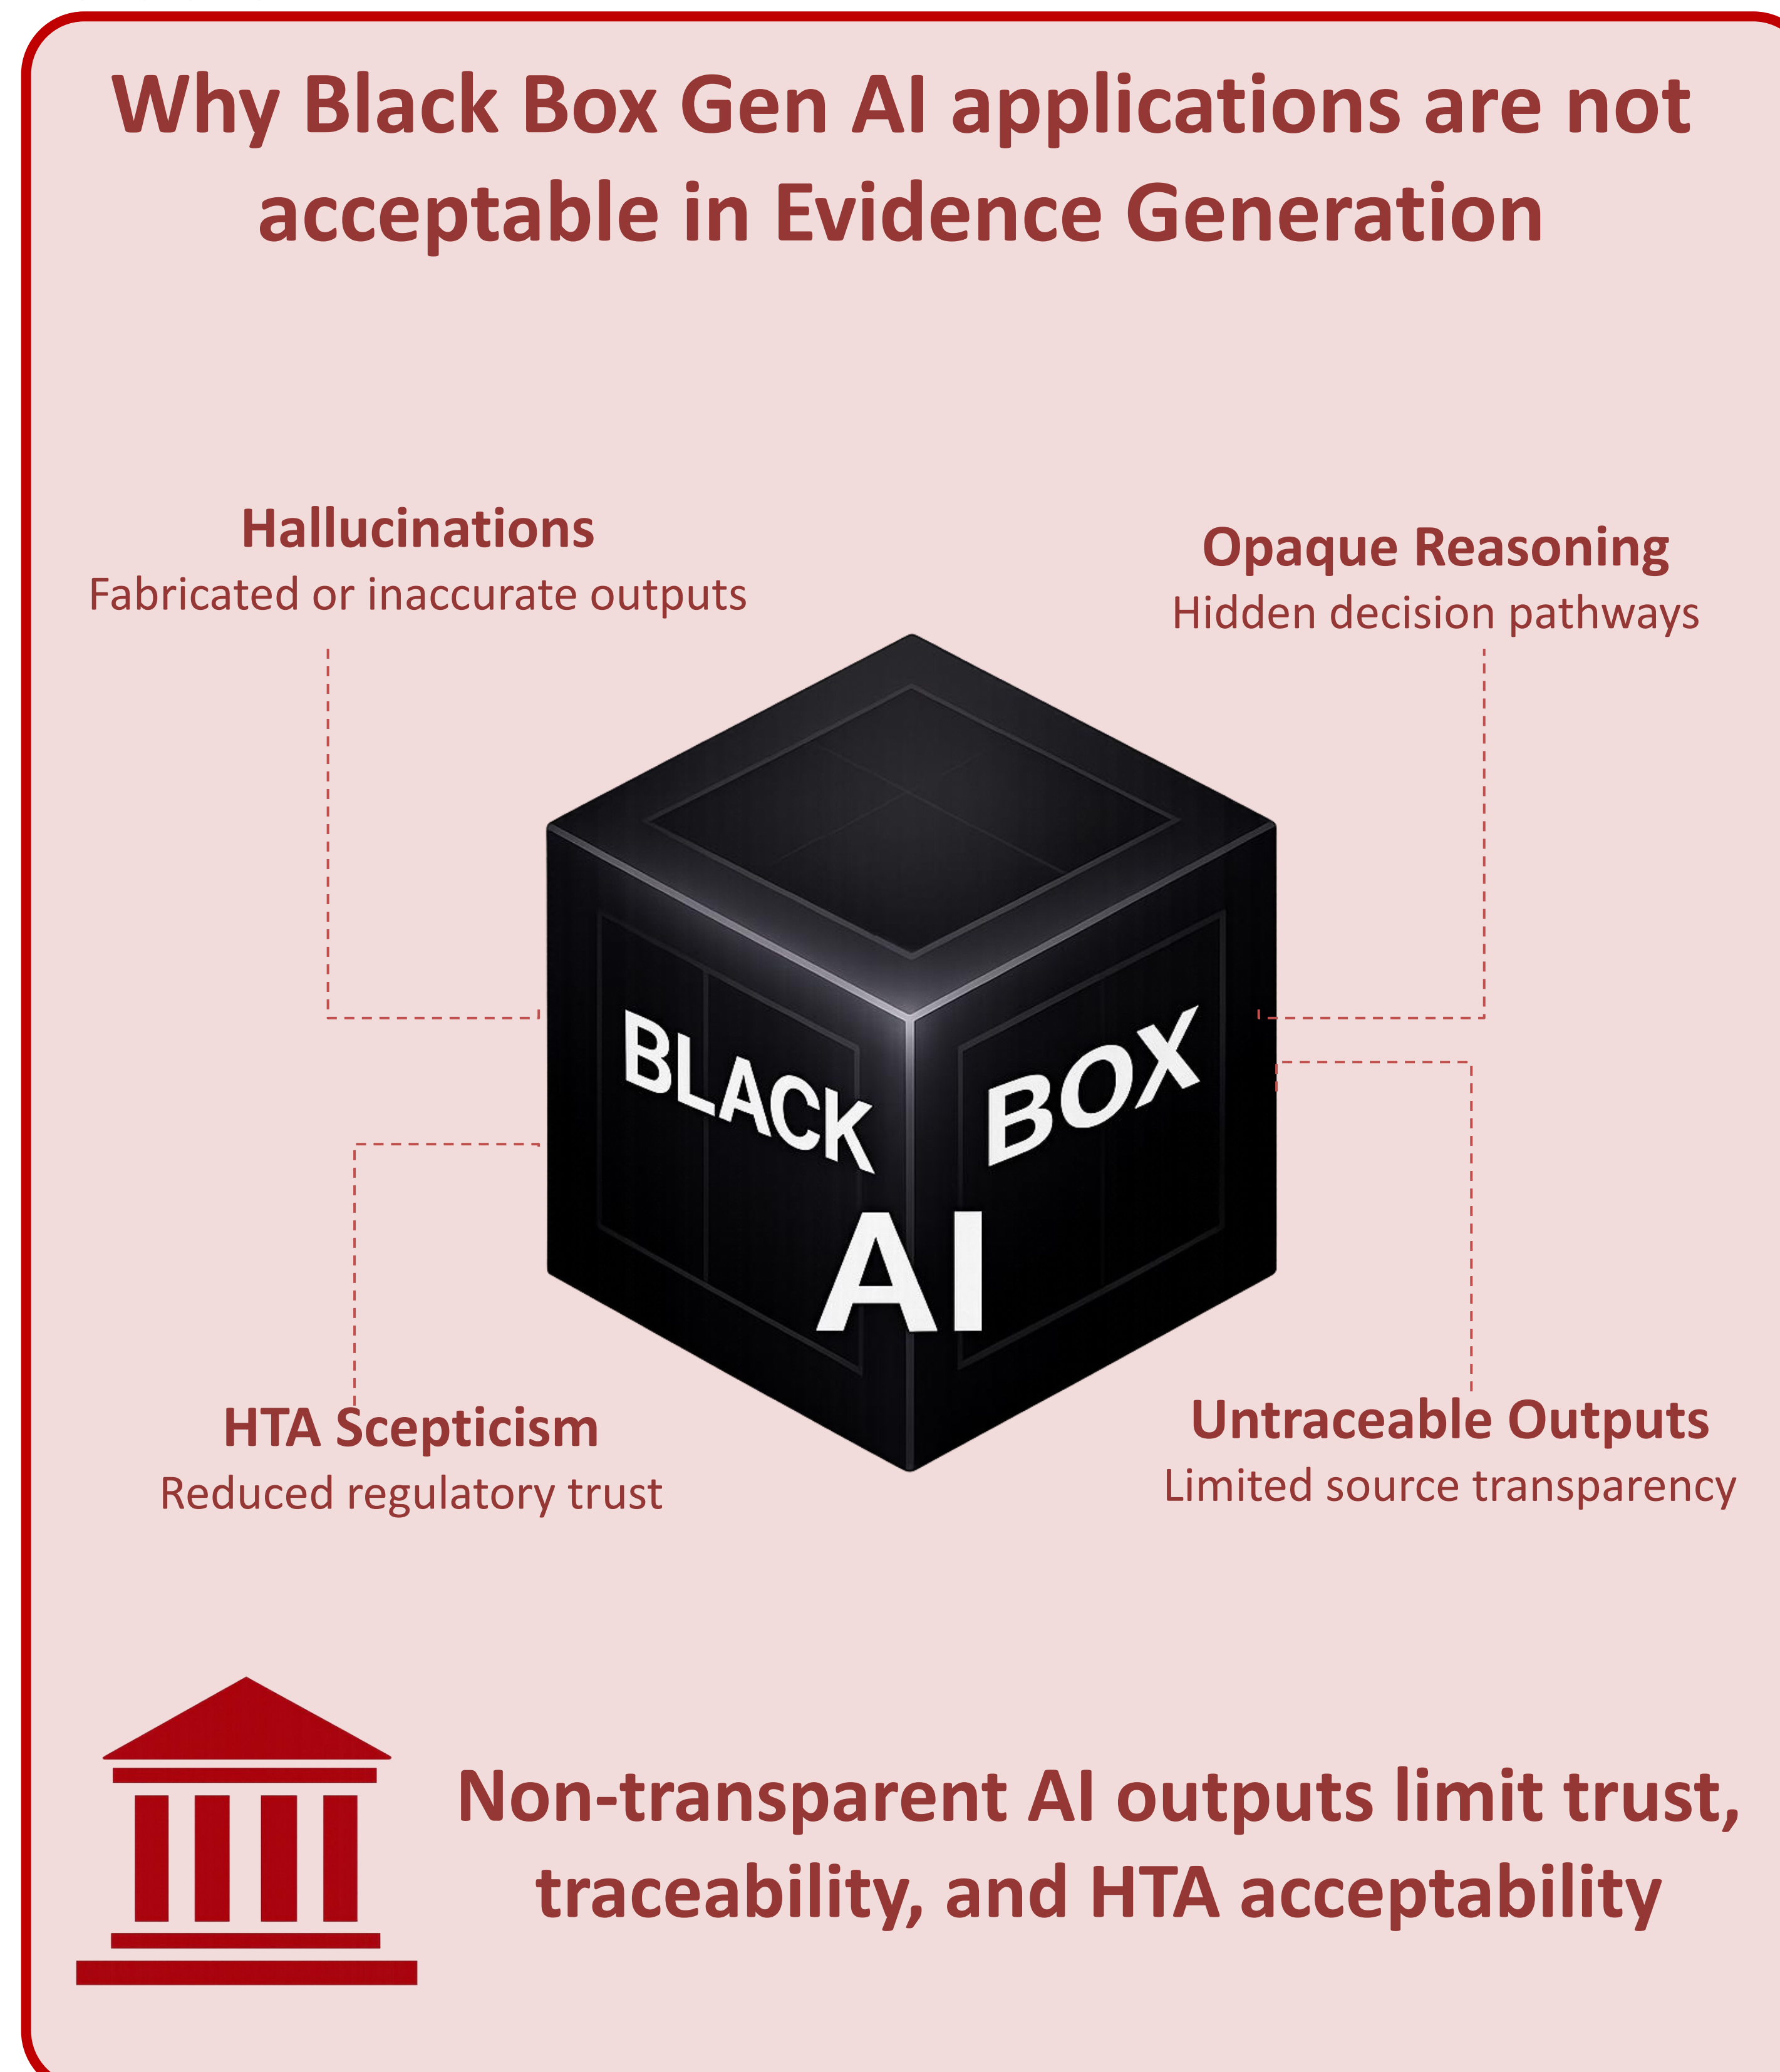 Why Black Box Gen AI applications are not
acceptable in Evidence Generation
Hallucinations
Fabricated or inaccurate outputs
Opaque Reasoning
Hidden decision pathways
BLACK BOX
AI
HTA Scepticism
Reduced regulatory trust
Untraceable Outputs
Limited source transparency
Non-transparent AI outputs limit trust,
traceability, and HTA acceptability